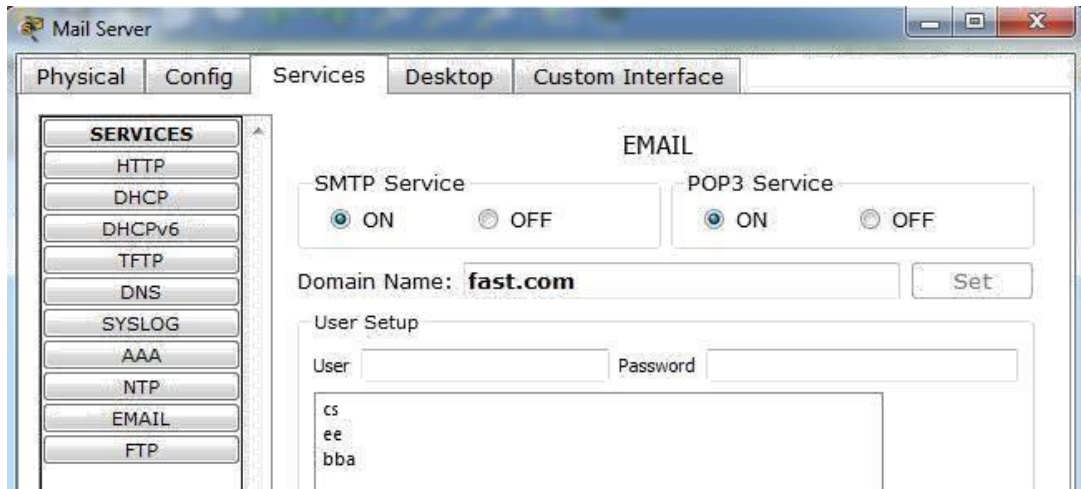 Mail Server
Physical Config Services Desktop Custom Interface
SERVICES
HTTP
DHCP
DHCPv6
TFTP
DNS
SYSLOG
AAA
NTP
EMAIL
FTP
EMAIL
SMTP Service
ON OFF
POP3 Service
ON OFF
Domain Name: fast.com Set
User Setup
User Password
cs
ee
bba